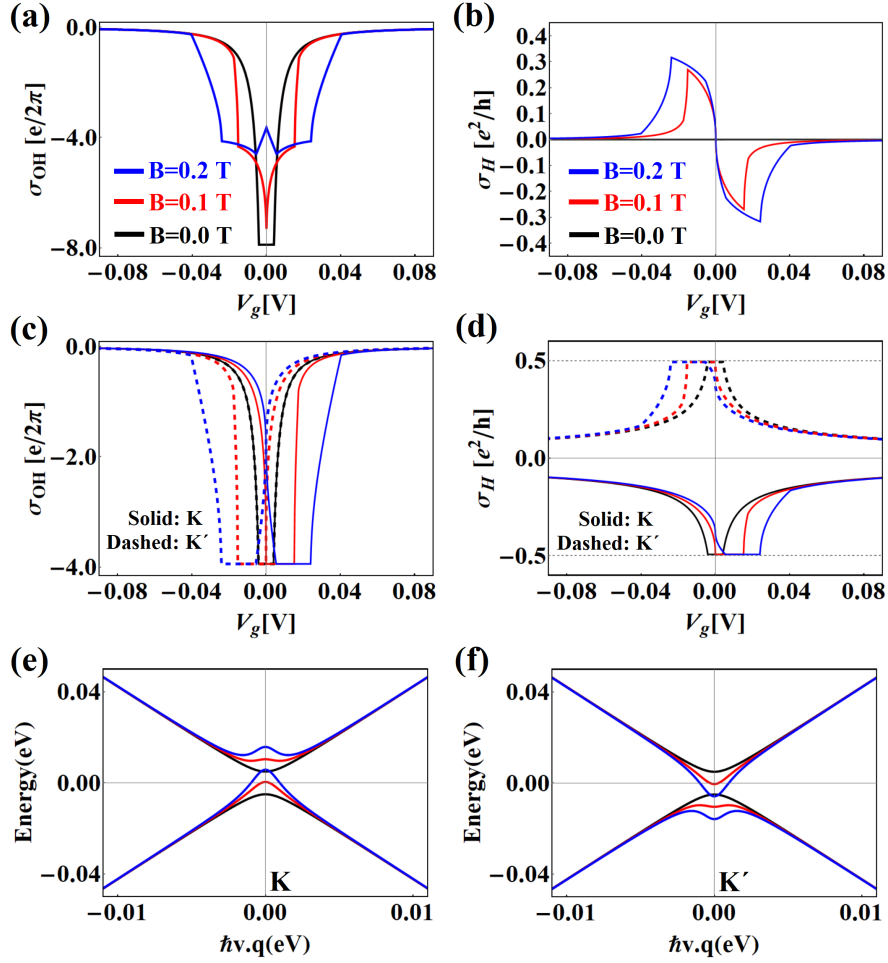 (a)
0.0
−4.0
−8.0
σOH [e/2π]
B=0.2 T
B=0.1 T
B=0.0 T
−0.08 −0.04 0.00 0.04 0.08
Vg[V]
(b)
0.4
0.3
0.2
0.1
0.0
−0.1
−0.2
−0.3
−0.4
σH [e²/h]
B=0.2 T
B=0.1 T
B=0.0 T
−0.08 −0.04 0.00 0.04 0.08
Vg[V]
(c)
0.0
−2.0
−4.0
σOH [e/2π]
Solid: K
Dashed: K′
−0.08 −0.04 0.00 0.04 0.08
Vg[V]
(d)
0.5
0.0
−0.5
σH [e²/h]
Solid: K
Dashed: K′
−0.08 −0.04 0.00 0.04 0.08
Vg[V]
(e)
0.04
0.00
−0.04
Energy(eV)
K
−0.01 0.00 0.01
ℏv.q(eV)
(f)
0.04
0.00
−0.04
Energy(eV)
K′
−0.01 0.00 0.01
ℏv.q(eV)